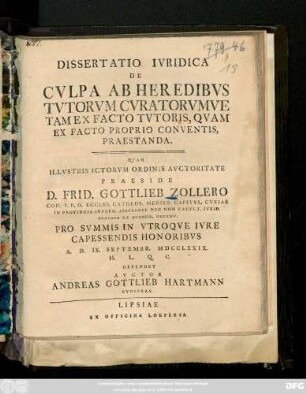 DISSERTATIO IVRIDICA
DE
CVLPA AB HEREDIBVS
TVTORVM CVRATORVMVE
TAM EX FACTO TVTORIS, QVAM
EX FACTO PROPRIO CONVENTIS,
PRAESTANDA.
QVAM
ILLVSTRIS ICTORVM ORDINIS AVCTORITATE
PRAESIDE
D. FRID. GOTTLIEB ZOLLERO
PRO SVMMIS IN VTROQVE IVRE
CAPESSENDIS HONORIBVS
A. D. IX. SEPTEMBR. MDCCLXXIX.
H. L. Q. C.
DEFENDET
AVCTOR
ANDREAS GOTTLIEB HARTMANN
LIPSIAE
EX OFFICINA LOEPERIA